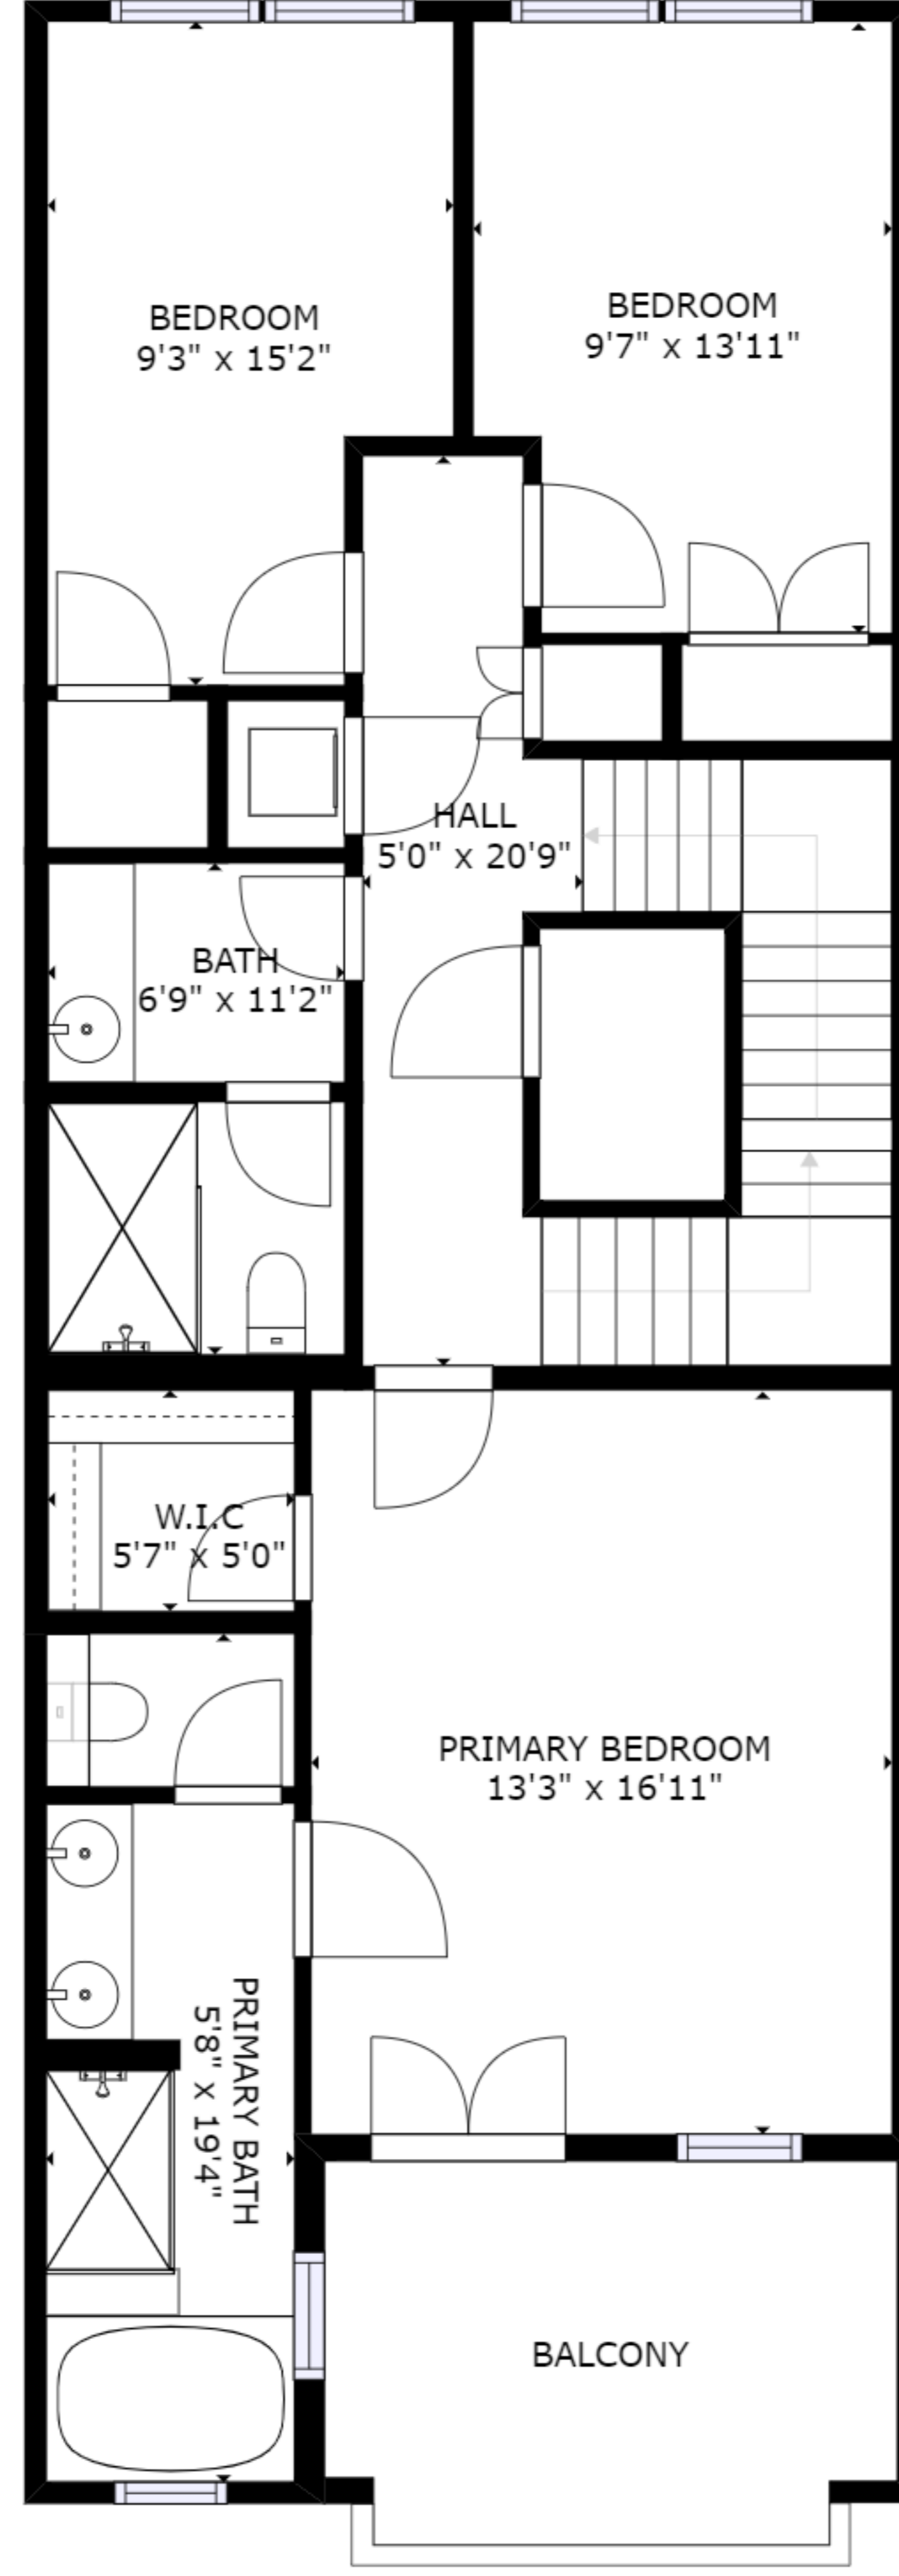 BEDROOM
9'3" x 15'2"
BEDROOM
9'7" x 13'11"
HALL
5'0" x 20'9"
BATH
6'9" x 11'2"
W.I.C
5'7" x 5'0"
PRIMARY BEDROOM
13'3" x 16'11"
PRIMARY BATH
5'8" x 19'4"
BALCONY